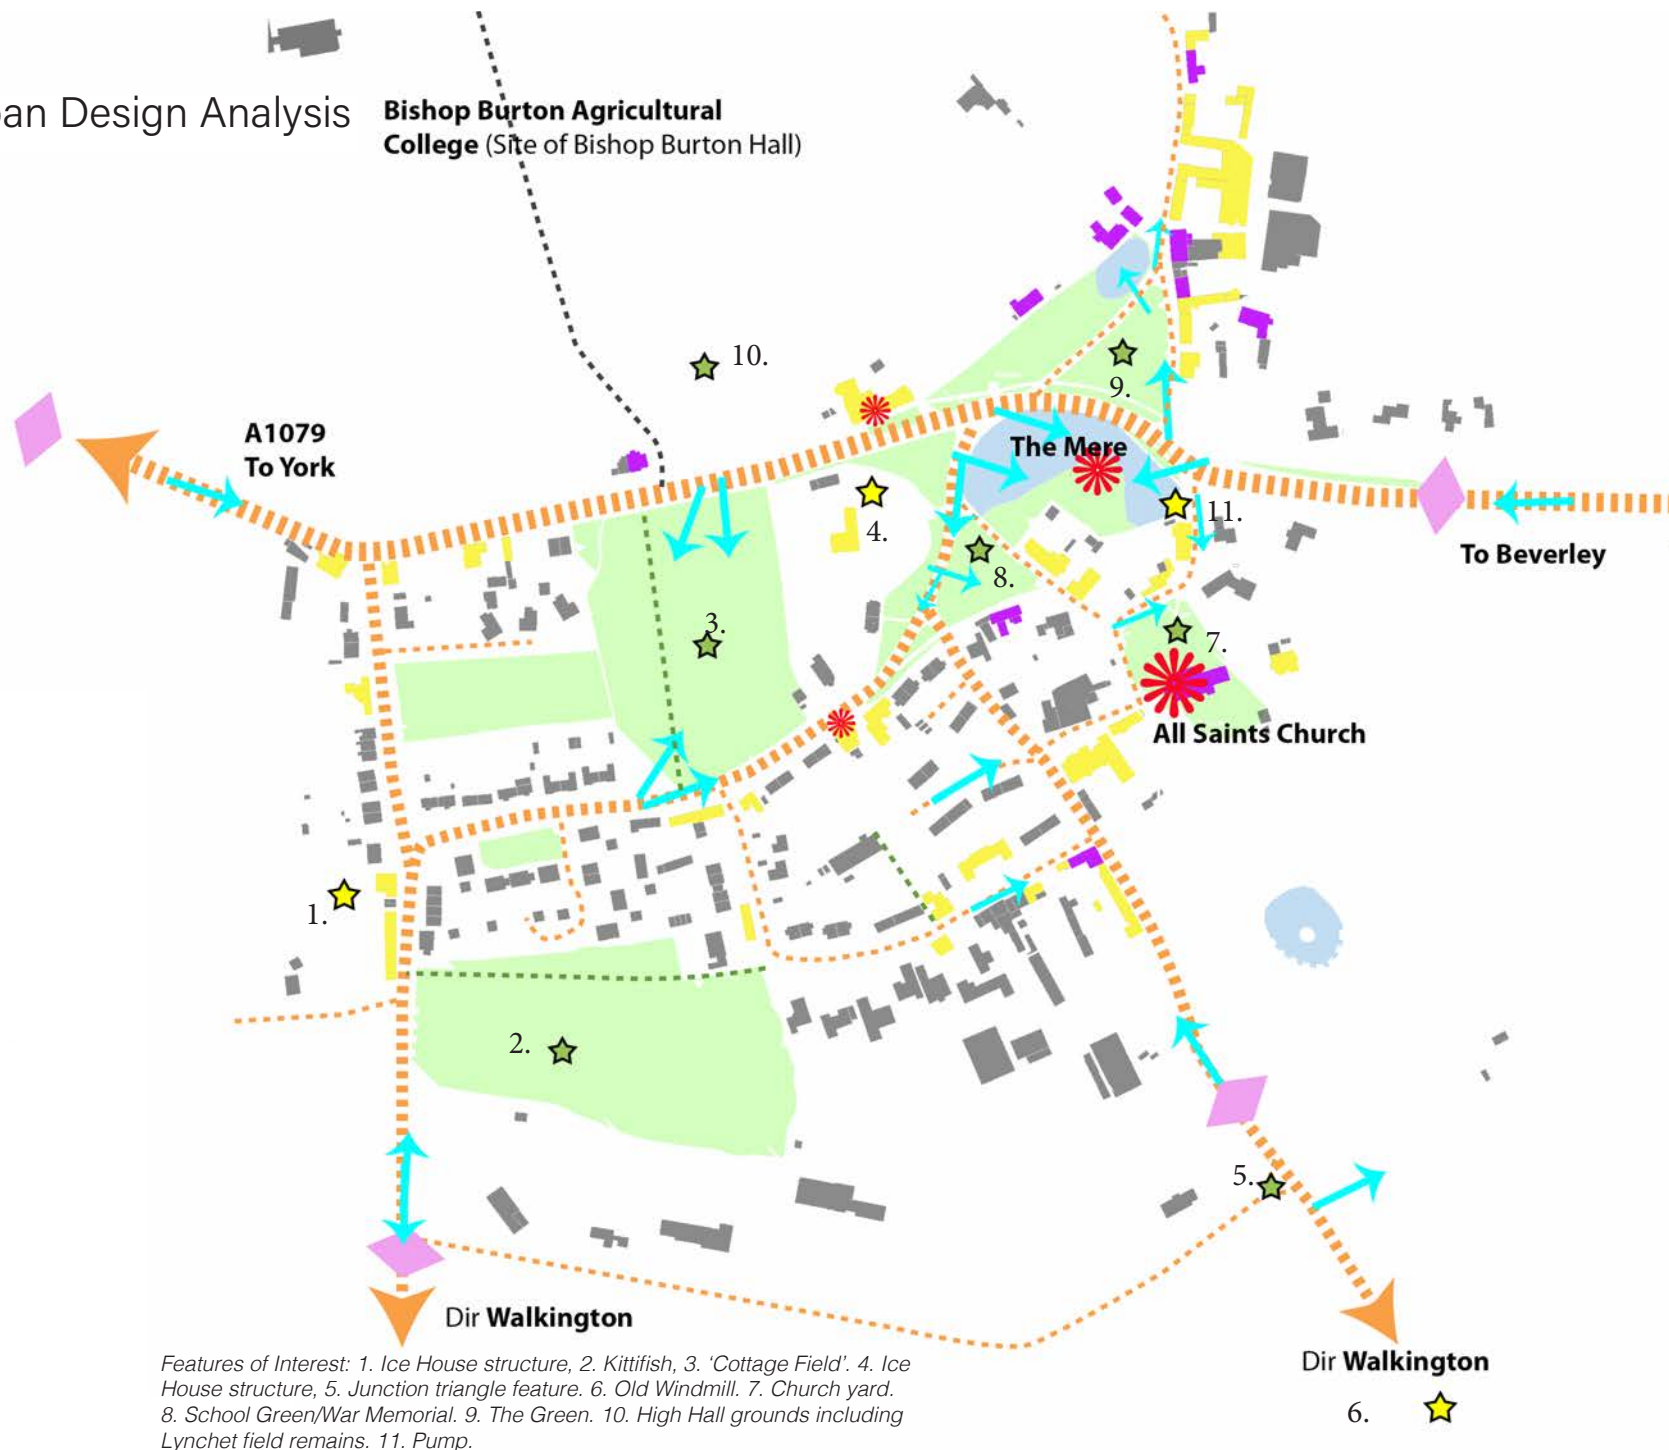 an Design Analysis
Bishop Burton Agricultural
College (Site of Bishop Burton Hall)
10.
9.
A1079
To York
The Mere
4.
11.
To Beverley
8.
3.
7.
All Saints Church
1.
2.
5.
Dir Walkington
Dir Walkington
6.
Features of Interest: 1. Ice House structure, 2. Kittifish, 3. ‘Cottage Field’. 4. Ice
House structure, 5. Junction triangle feature. 6. Old Windmill. 7. Church yard.
8. School Green/War Memorial. 9. The Green. 10. High Hall grounds including
Lynchet field remains. 11. Pump.